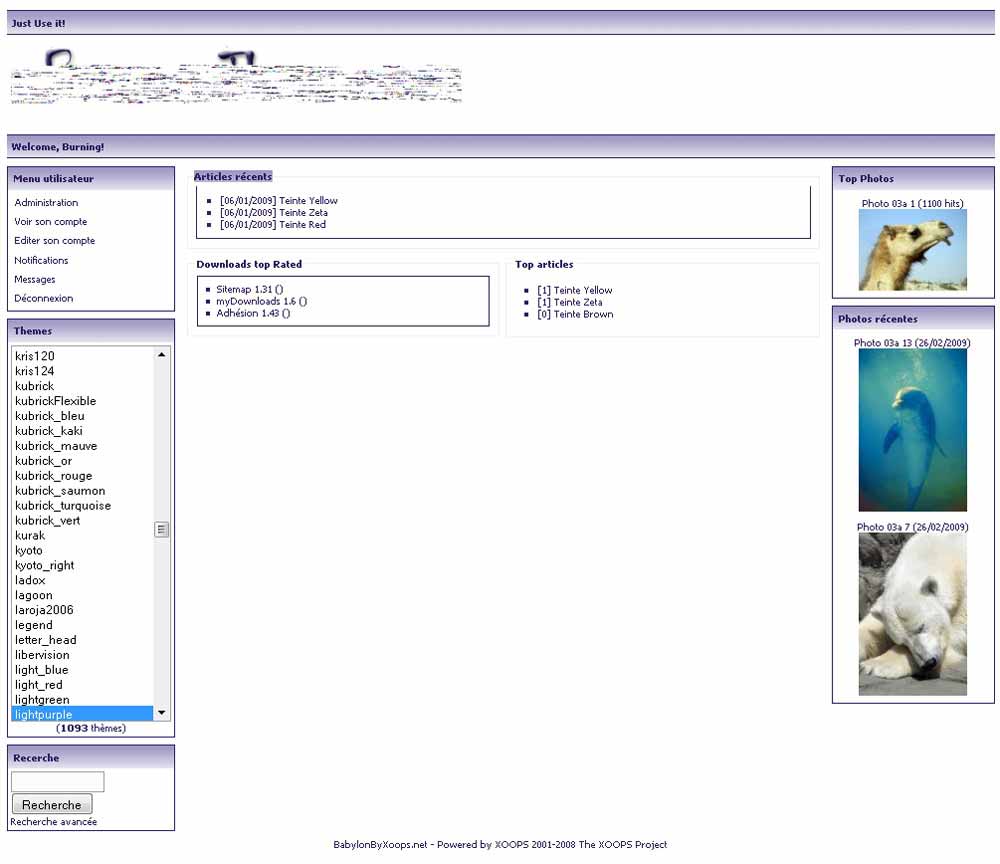 Just Use it!
Welcome, Burning!
Menu utilisateur
Administration
Voir son compte
Editer son compte
Notifications
Messages
Déconnexion
Themes
kris120
kris124
kubrick
kubrickFlexible
kubrick_bleu
kubrick_kaki
kubrick_mauve
kubrick_or
kubrick_rouge
kubrick_saumon
kubrick_turquoise
kubrick_vert
kurak
kyoto
kyoto_right
ladox
lagoon
laroja2006
legend
letter_head
libervision
light_blue
light_red
lightgreen
lightpurple
(1093 thèmes)
Recerche
Recherche
Recherche avancée
Articles récents
[06/01/2009] Teinte Yellow
[06/01/2009] Teinte Zeta
[06/01/2009] Teinte Red
Downloads top Rated
Sitemap 1.31 ()
myDownloads 1.6 ()
Adhésion 1.43 ()
Top articles
[1] Teinte Yellow
[1] Teinte Zeta
[0] Teinte Brown
Top Photos
Photo 03a 1 (1100 hits)
Photos récentes
Photo 03a 13 (26/02/2009)
Photo 03a 7 (26/02/2009)
BabylonByXoops.net - Powered by XOOPS 2001-2008 The XOOPS Project